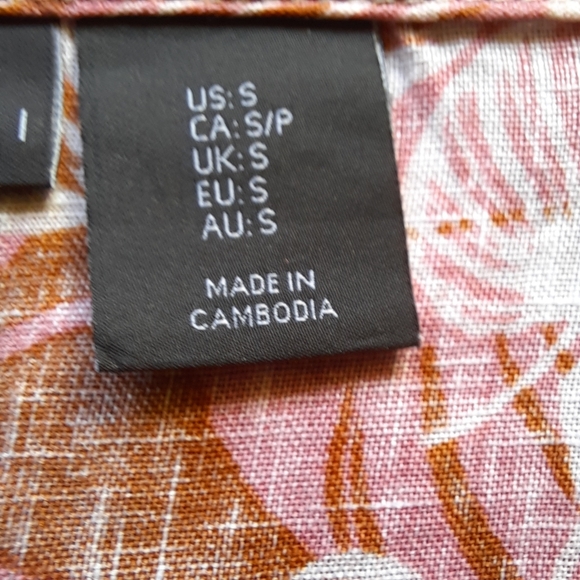 US: S
CA: S/P
UK: S
EU: S
AU: S
MADE IN
CAMBODIA